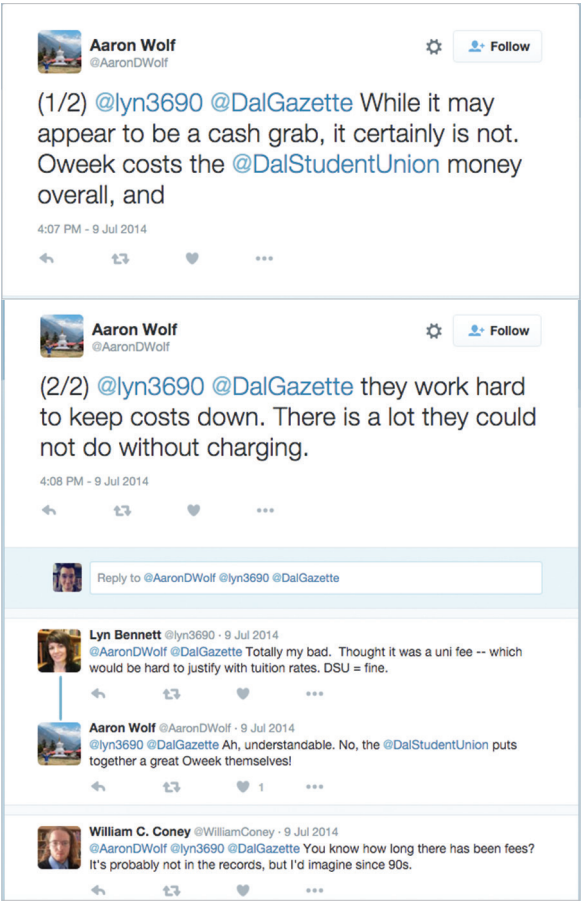 Aaron Wolf
@AaronDWolf
Follow
(1/2) @lyn3690 @DalGazette While it may
appear to be a cash grab, it certainly is not.
Oweek costs the @DalStudentUnion money
overall, and
4:07 PM - 9 Jul 2014
Aaron Wolf
@AaronDWolf
Follow
(2/2) @lyn3690 @DalGazette they work hard
to keep costs down. There is a lot they could
not do without charging.
4:08 PM - 9 Jul 2014
Reply to @AaronDWolf @lyn3690 @DalGazette
Lyn Bennett @lyn3690 · 9 Jul 2014
@AaronDWolf @DalGazette Totally my bad. Thought it was a uni fee -- which
would be hard to justify with tuition rates. DSU = fine.
Aaron Wolf @AaronDWolf · 9 Jul 2014
@lyn3690 @DalGazette Ah, understandable. No, the @DalStudentUnion puts
together a great Oweek themselves!
1
William C. Coney @WilliamConey · 9 Jul 2014
@AaronDWolf @lyn3690 @DalGazette You know how long there has been fees?
It's probably not in the records, but I'd imagine since 90s.